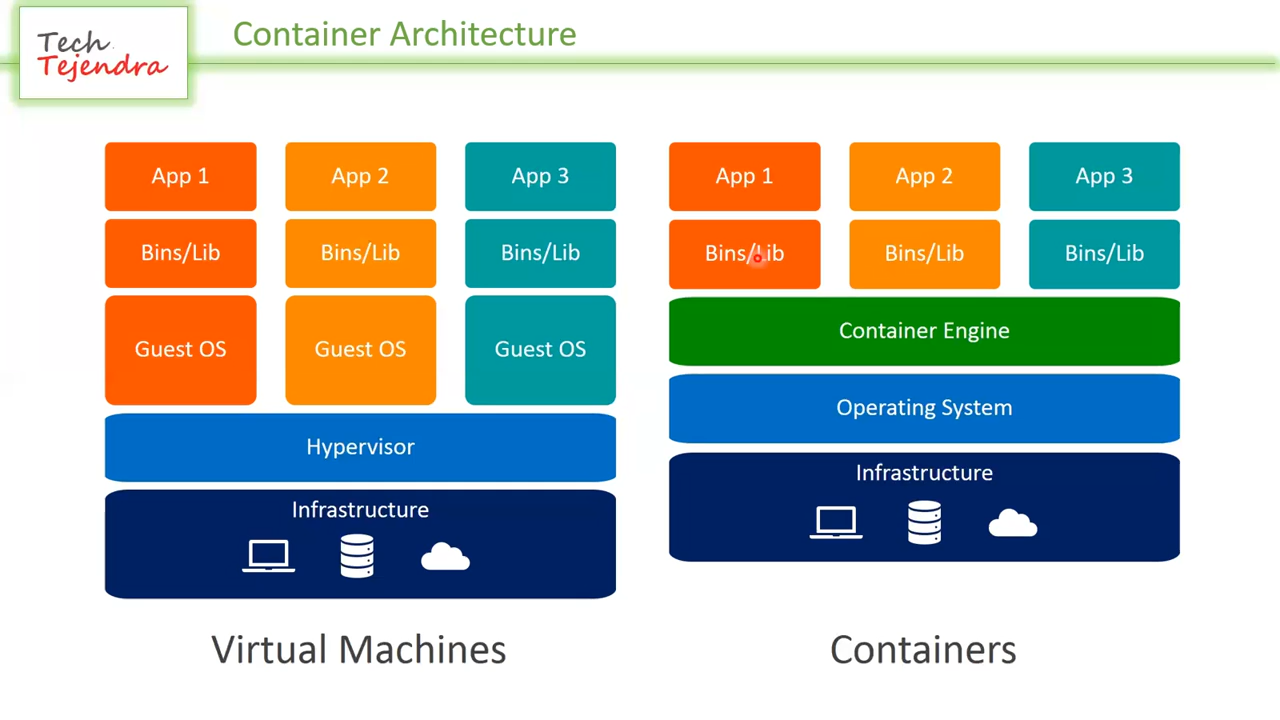 Tech
Tejendra
Container Architecture
App 1
App 2
App 3
Bins/Lib
Bins/Lib
Bins/Lib
Guest OS
Guest OS
Guest OS
Hypervisor
Infrastructure
Virtual Machines
App 1
App 2
App 3
Bins/Lib
Bins/Lib
Bins/Lib
Container Engine
Operating System
Infrastructure
Containers